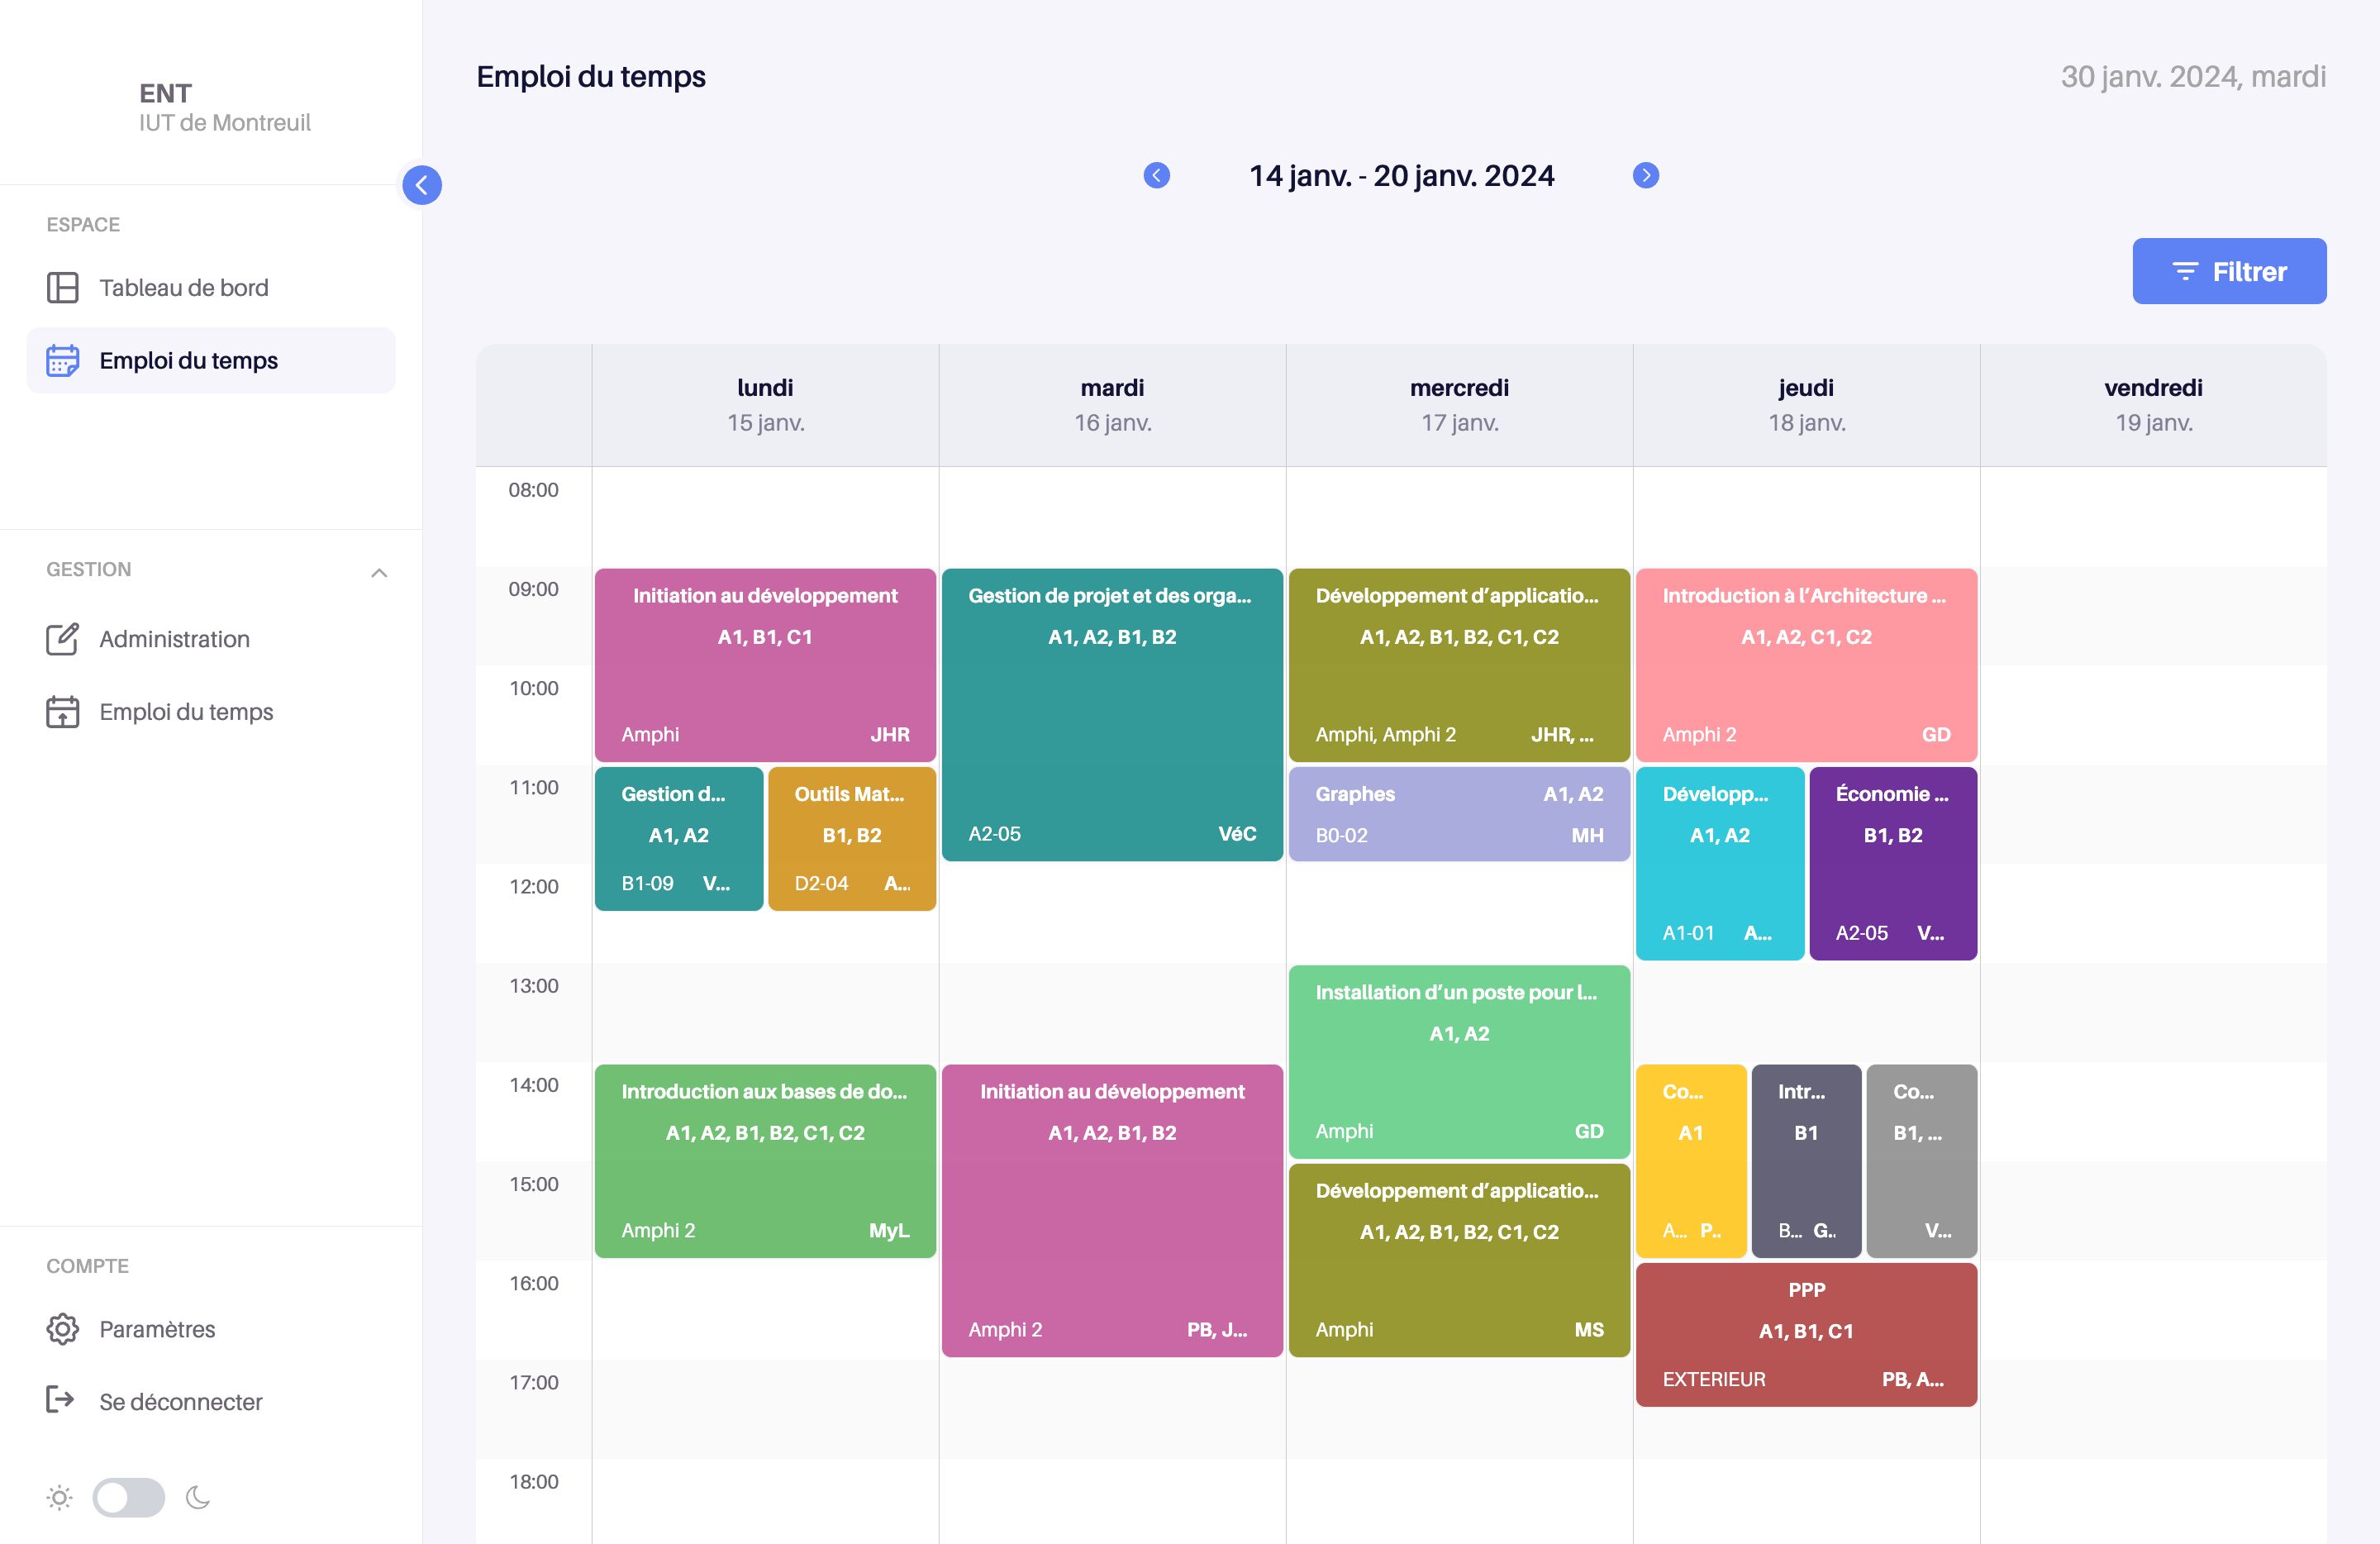 ENT
IUT de Montreuil
ESPACE
Tableau de bord
Emploi du temps
GESTION
Administration
Emploi du temps
COMPTE
Paramètres
Se déconnecter
Emploi du temps
30 janv. 2024, mardi
14 janv. - 20 janv. 2024
Filtrer
lundi
15 janv.
mardi
16 janv.
mercredi
17 janv.
jeudi
18 janv.
vendredi
19 janv.
08:00
09:00
10:00
11:00
12:00
13:00
14:00
15:00
16:00
17:00
18:00
Initiation au développement
A1, B1, C1
Amphi JHR
Gestion d...
A1, A2
B1-09 V...
Outils Mat...
B1, B2
D2-04 A...
Introduction aux bases de do...
A1, A2, B1, B2, C1, C2
Amphi 2 MyL
Gestion de projet et des orga...
A1, A2, B1, B2
A2-05 VéC
Initiation au développement
A1, A2, B1, B2
Amphi 2 PB, J...
Développement d’applicatio...
A1, A2, B1, B2, C1, C2
Amphi, Amphi 2 JHR, ...
Graphes A1, A2
B0-02 MH
Installation d’un poste pour l...
A1, A2
Amphi GD
Développement d’applicatio...
A1, A2, B1, B2, C1, C2
Amphi MS
Introduction à l’Architecture ...
A1, A2, C1, C2
Amphi 2 GD
Développ...
A1, A2
A1-01 A...
Économie ...
B1, B2
A2-05 V...
Co...
A1
A... P...
Intr...
B1
B... G...
Co...
B1, ...
V...
PPP
A1, B1, C1
EXTERIEUR PB, A...